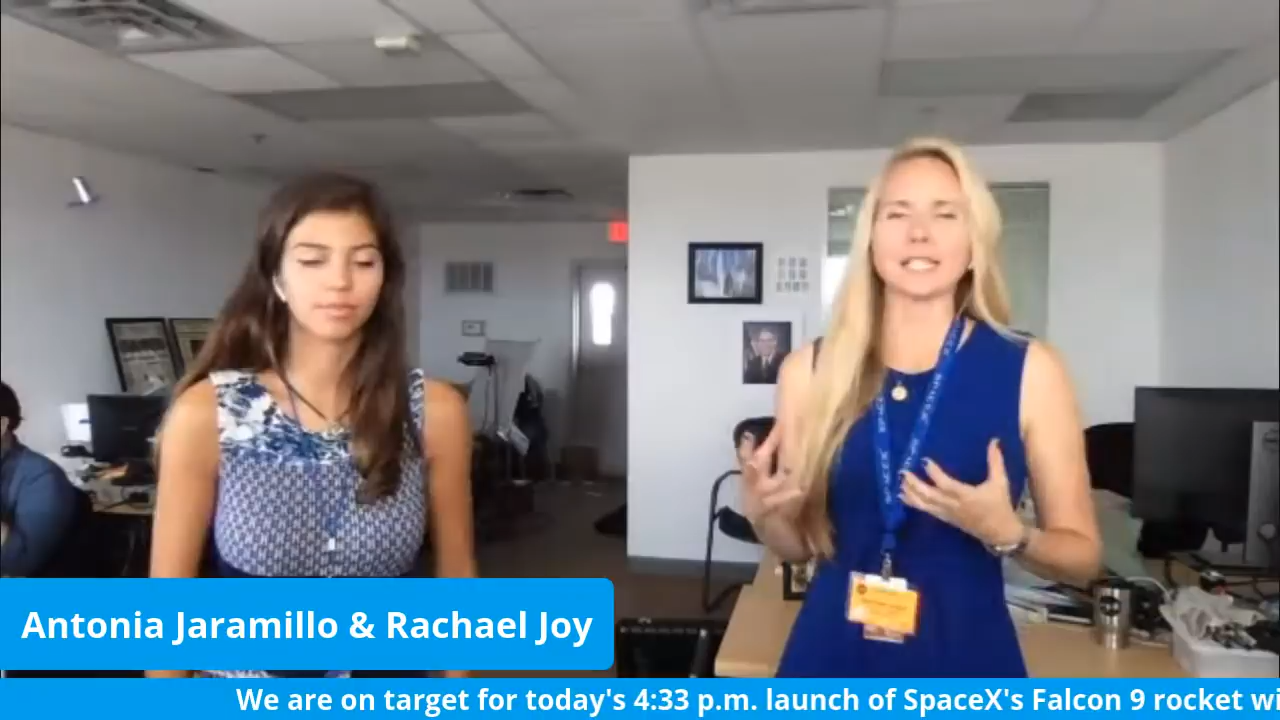 SPACEX
Antonia Jaramillo & Rachael Joy
We are on target for today's 4:33 p.m. launch of SpaceX's Falcon 9 rocket wi